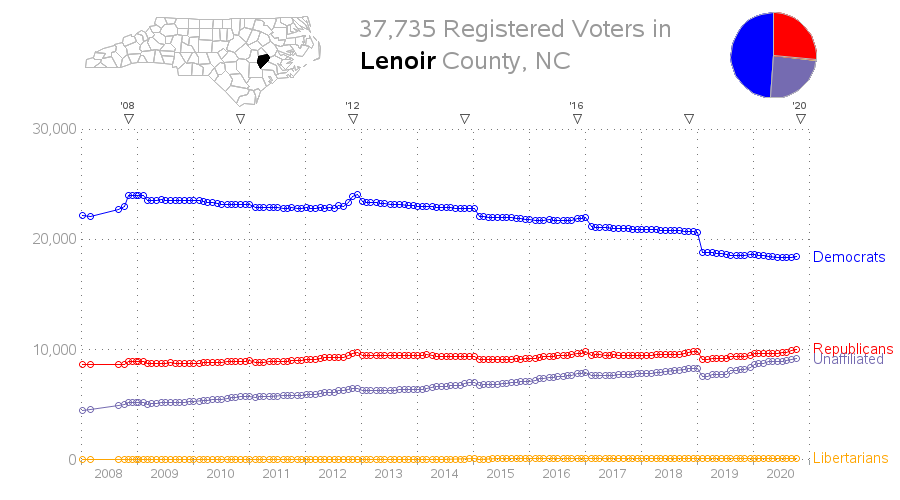 37,735 Registered Voters in
Lenoir County, NC
'08 '12 '16 '20
30,000
20,000
10,000
0
Democrats
Republicans
Unaffiliated
Libertarians
2008 2009 2010 2011 2012 2013 2014 2015 2016 2017 2018 2019 2020